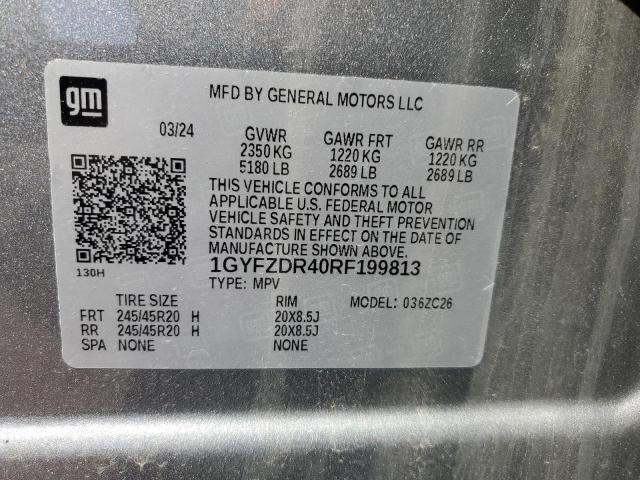 gm
MFD BY GENERAL MOTORS LLC
03/24 GVWR GAWR FRT GAWR RR
2350 KG 1220 KG 1220 KG
5180 LB 2689 LB 2689 LB
THIS VEHICLE CONFORMS TO ALL
APPLICABLE U.S. FEDERAL MOTOR
VEHICLE SAFETY AND THEFT PREVENTION
STANDARDS IN EFFECT ON THE DATE OF
MANUFACTURE SHOWN ABOVE.
130H
1GYFZDR40RF199813
TYPE: MPV
TIRE SIZE RIM MODEL: 036ZC26
FRT 245/45R20 H 20X8.5J
RR 245/45R20 H 20X8.5J
SPA NONE NONE